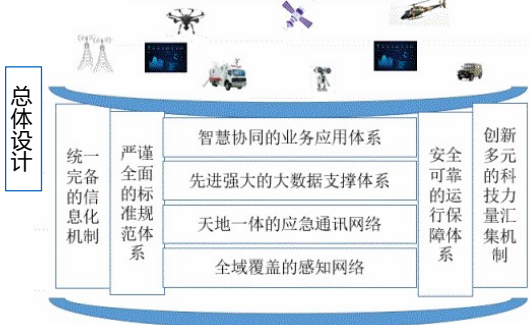 总体设计
统一
完备
的信
息化
机制
严谨
全面
的标
准规
范体
系
智慧协同的业务应用体系
先进强大的大数据支撑体系
天地一体的应急通讯网络
全域覆盖的感知网络
安全
可靠
的运
行保
障体
系
创新
多元
的科
技力
量汇
集机
制